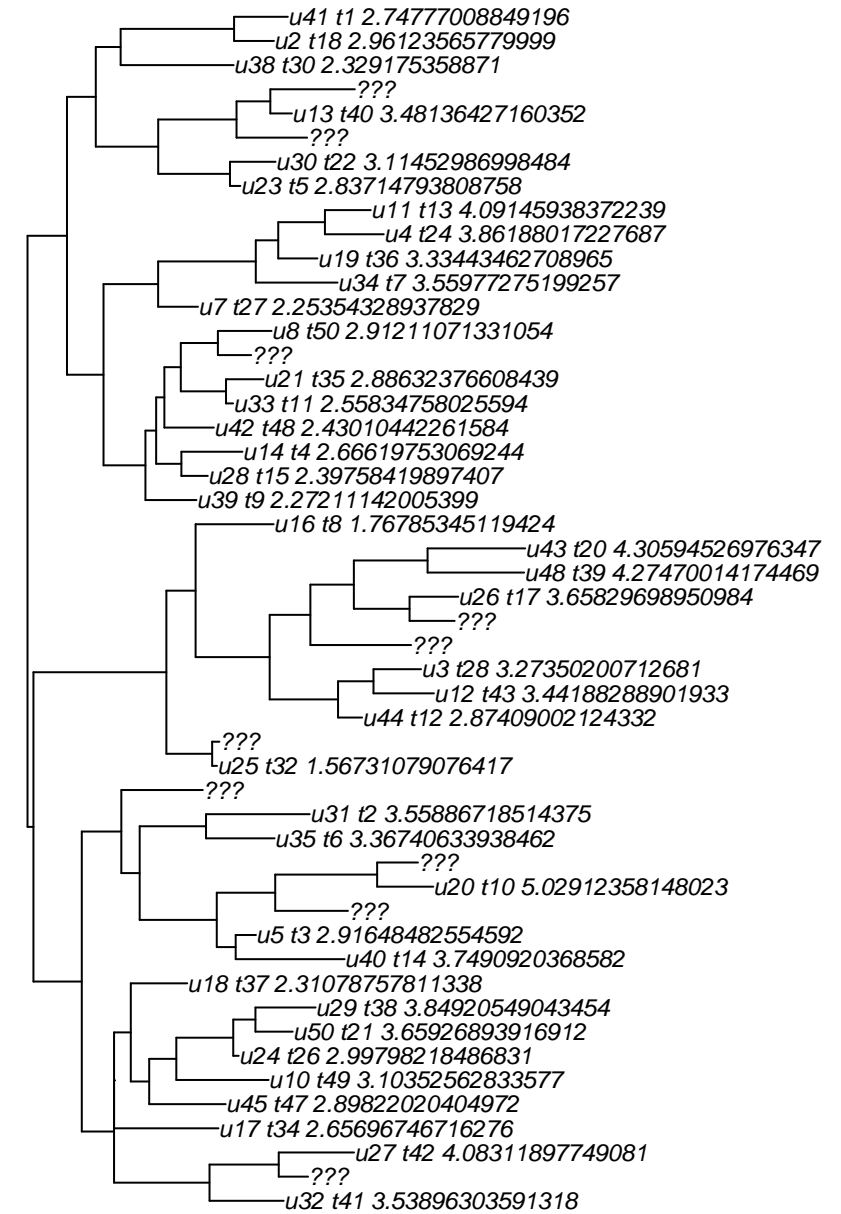 u41 t1 2.74777008849196
u2 t18 2.96123565779999
u38 t30 2.329175358871
???
u13 t40 3.48136427160352
???
u30 t22 3.11452986998484
u23 t5 2.83714793808758
u11 t13 4.09145938372239
u4 t24 3.86188017227687
u19 t36 3.33443462708965
u34 t7 3.55977275199257
u7 t27 2.25354328937829
u8 t50 2.91211071331054
???
u21 t35 2.88632376608439
u33 t11 2.55834758025594
u42 t48 2.43010442261584
u14 t4 2.66619753069244
u28 t15 2.39758419897407
u39 t9 2.27211142005399
u16 t8 1.76785345119424
u43 t20 4.30594526976347
u48 t39 4.27470014174469
u26 t17 3.65829698950984
???
???
u3 t28 3.27350200712681
u12 t43 3.44188288901933
u44 t12 2.87409002124332
???
u25 t32 1.56731079076417
???
u31 t2 3.55886718514375
u35 t6 3.36740633938462
???
u20 t10 5.02912358148023
???
u5 t3 2.91648482554592
u40 t14 3.7490920368582
u18 t37 2.31078757811338
u29 t38 3.84920549043454
u50 t21 3.65926893916912
u24 t26 2.99798218486831
u10 t49 3.10352562833577
u45 t47 2.89822020404972
u17 t34 2.65696746716276
u27 t42 4.08311897749081
???
u32 t41 3.53896303591318